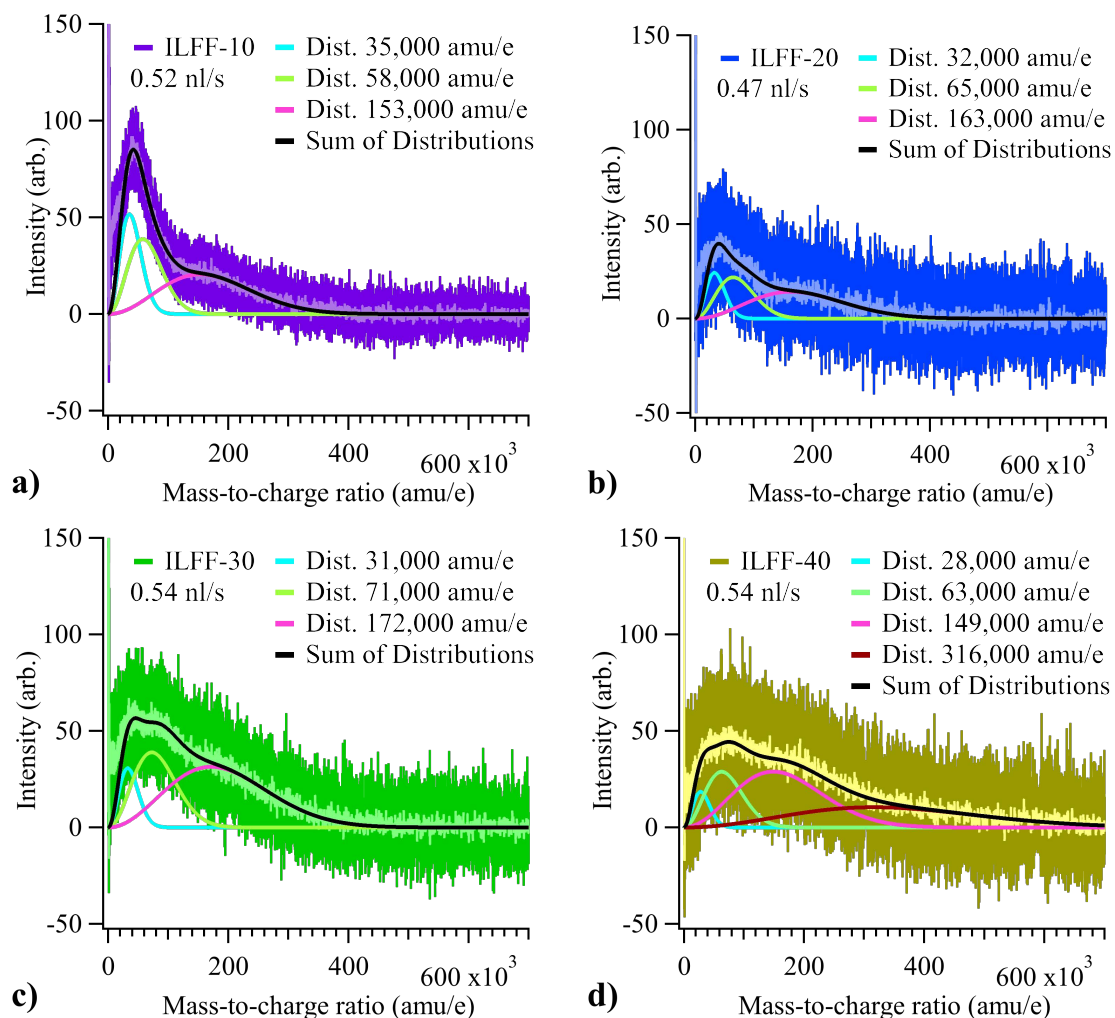 150
100
50
0
-50
Intensity (arb.)
ILFF-10
0.52 nl/s
Dist. 35,000 amu/e
Dist. 58,000 amu/e
Dist. 153,000 amu/e
Sum of Distributions
0
200
400
600 x10³
Mass-to-charge ratio (amu/e)
a)
150
100
50
0
-50
Intensity (arb.)
ILFF-20
0.47 nl/s
Dist. 32,000 amu/e
Dist. 65,000 amu/e
Dist. 163,000 amu/e
Sum of Distributions
0
200
400
600 x10³
Mass-to-charge ratio (amu/e)
b)
150
100
50
0
-50
Intensity (arb.)
ILFF-30
0.54 nl/s
Dist. 31,000 amu/e
Dist. 71,000 amu/e
Dist. 172,000 amu/e
Sum of Distributions
0
200
400
600 x10³
Mass-to-charge ratio (amu/e)
c)
150
100
50
0
-50
Intensity (arb.)
ILFF-40
0.54 nl/s
Dist. 28,000 amu/e
Dist. 63,000 amu/e
Dist. 149,000 amu/e
Dist. 316,000 amu/e
Sum of Distributions
0
200
400
600 x10³
Mass-to-charge ratio (amu/e)
d)